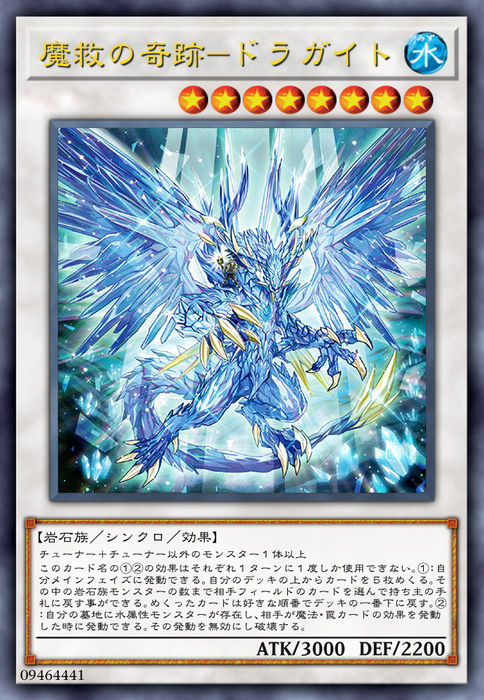 魔救の奇跡－ドラガイト
みず
水
【岩石族／シンクロ／効果】
チューナー＋チューナー以外のモンスター１体以上
このカード名の①②の効果はそれぞれ１ターンに１度しか使用できない。①：自
分メインフェイズに発動できる。自分のデッキの上からカードを５枚めくる。そ
の中の岩石族モンスターの数まで相手フィールドのカードを選んで持ち主の手
札に戻す事ができる。めくったカードは好きな順番でデッキの一番下に戻す。②
：自分の墓地に水属性モンスターが存在し、相手が魔法・罠カードの効果を発動
した時に発動できる。その発動を無効にし破壊する。
ATK/3000 DEF/2200
09464441